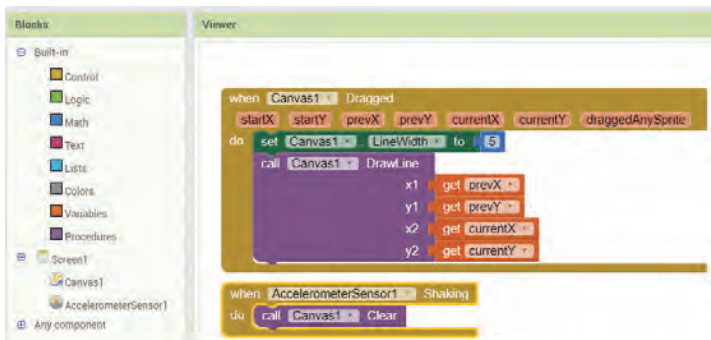 Blocks
Viewer
Built-in
Control
Logic
Math
Text
Lists
Colors
Variables
Procedures
Screen1
Canvas1
AccelerometerSensor1
Any component
when Canvas1 Dragged
startX startY prevX prevY currentX currentY draggedAnySprite
do set Canvas1 . LineWidth to 5
call Canvas1 DrawLine
x1 get prevX
y1 get prevY
x2 get currentX
y2 get currentY
when AccelerometerSensor1 Shaking
do call Canvas1 Clear